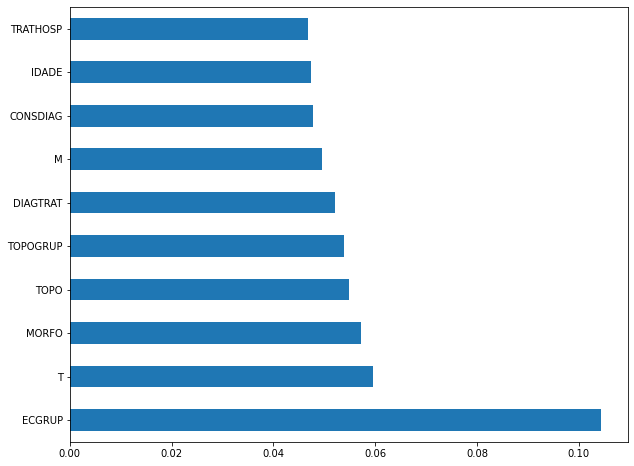 TRATHOSP
IDADE
CONSDIAG
M
DIAGTRAT
TOPOGRUP
TOPO
MORFO
T
ECGRUP
0.00 0.02 0.04 0.06 0.08 0.10